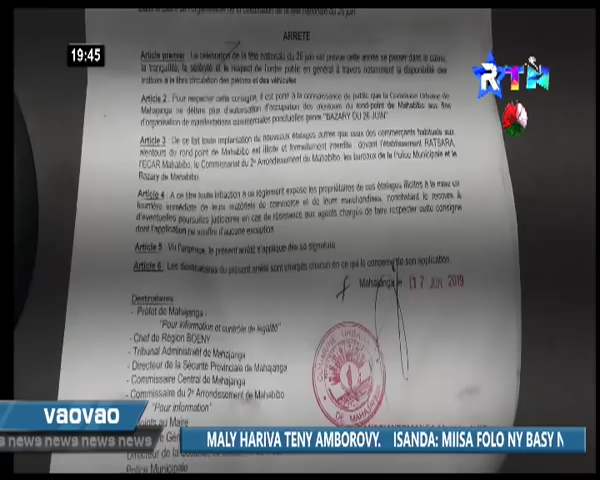 19:45
RTM
ARRETE
Article premier : La célébration de la fête nationale du 26 juin est prévue cette année se passer dans le calme,
la tranquilité, la sérénité et le respect de l'ordre public en général à travers notamment la disponibilité des
trottoirs à la libre circulation des piétons et des véhicules
Article 2 : Pour respecter cette consigne, il est porté à la connaissance du public que la Commune Urbaine de
Mahajanga ne délivre plus d'autorisation d'occupation des alentours du rond-point de Mahabibo aux fins
d'organisation de manifestations commerciales ponctuelles genre "BAZARY DU 26 JUIN"
Article 3 : De ce fait toute implantation de nouveaux étalages autres que ceux des commerçants habituels aux
alentours du rond point de Mahabibo est illicite et formellement interdite : devant l'établissement RATSARA,
l'ECAR Mahabibo, le Commissariat du 2° Arrondissement de Mahabibo, les bureaux de la Police Municipale et le
Bazary de Mahabibo.
Article 4 : A ce titre toute infraction à ce règlement expose les propriétaires de ces étalages illicites à la mise en
fourrière immédiate de leurs matériels de commerce et de leurs marchandises, nonobstant le recours à
d'éventuelles poursuites judiciaires en cas de résistance aux agents chargés de faire respecter cette consigne
dont l'application ne souffre d'aucune exception
Article 5 : Vu l'urgence, le présent arrêté s'applique dès sa signature
Article 6 : Les destinataires du présent arrêté sont chargés chacun en ce qui le concerne de son application.
Mahajanga le 17 JUN 2019
Destinataires
- Préfet de Mahajanga
"Pour information et contrôle de légalité"
- Chef de Région BOENY
- Tribunal Administratif de Mahajanga
- Directeur de la Sécurité Provinciale de Mahajanga
- Commissaire Central de Mahajanga
- Commissaire du 2° Arrondissement de Mahabibo
"Pour information"
COMMUNE URBAINE
DE MAHAJANGA
au Maire
Police Municipale
vaovao
news news news news news
MALY HARIVA TENY AMBOROVY. ISANDA: MIISA FOLO NY BASY N